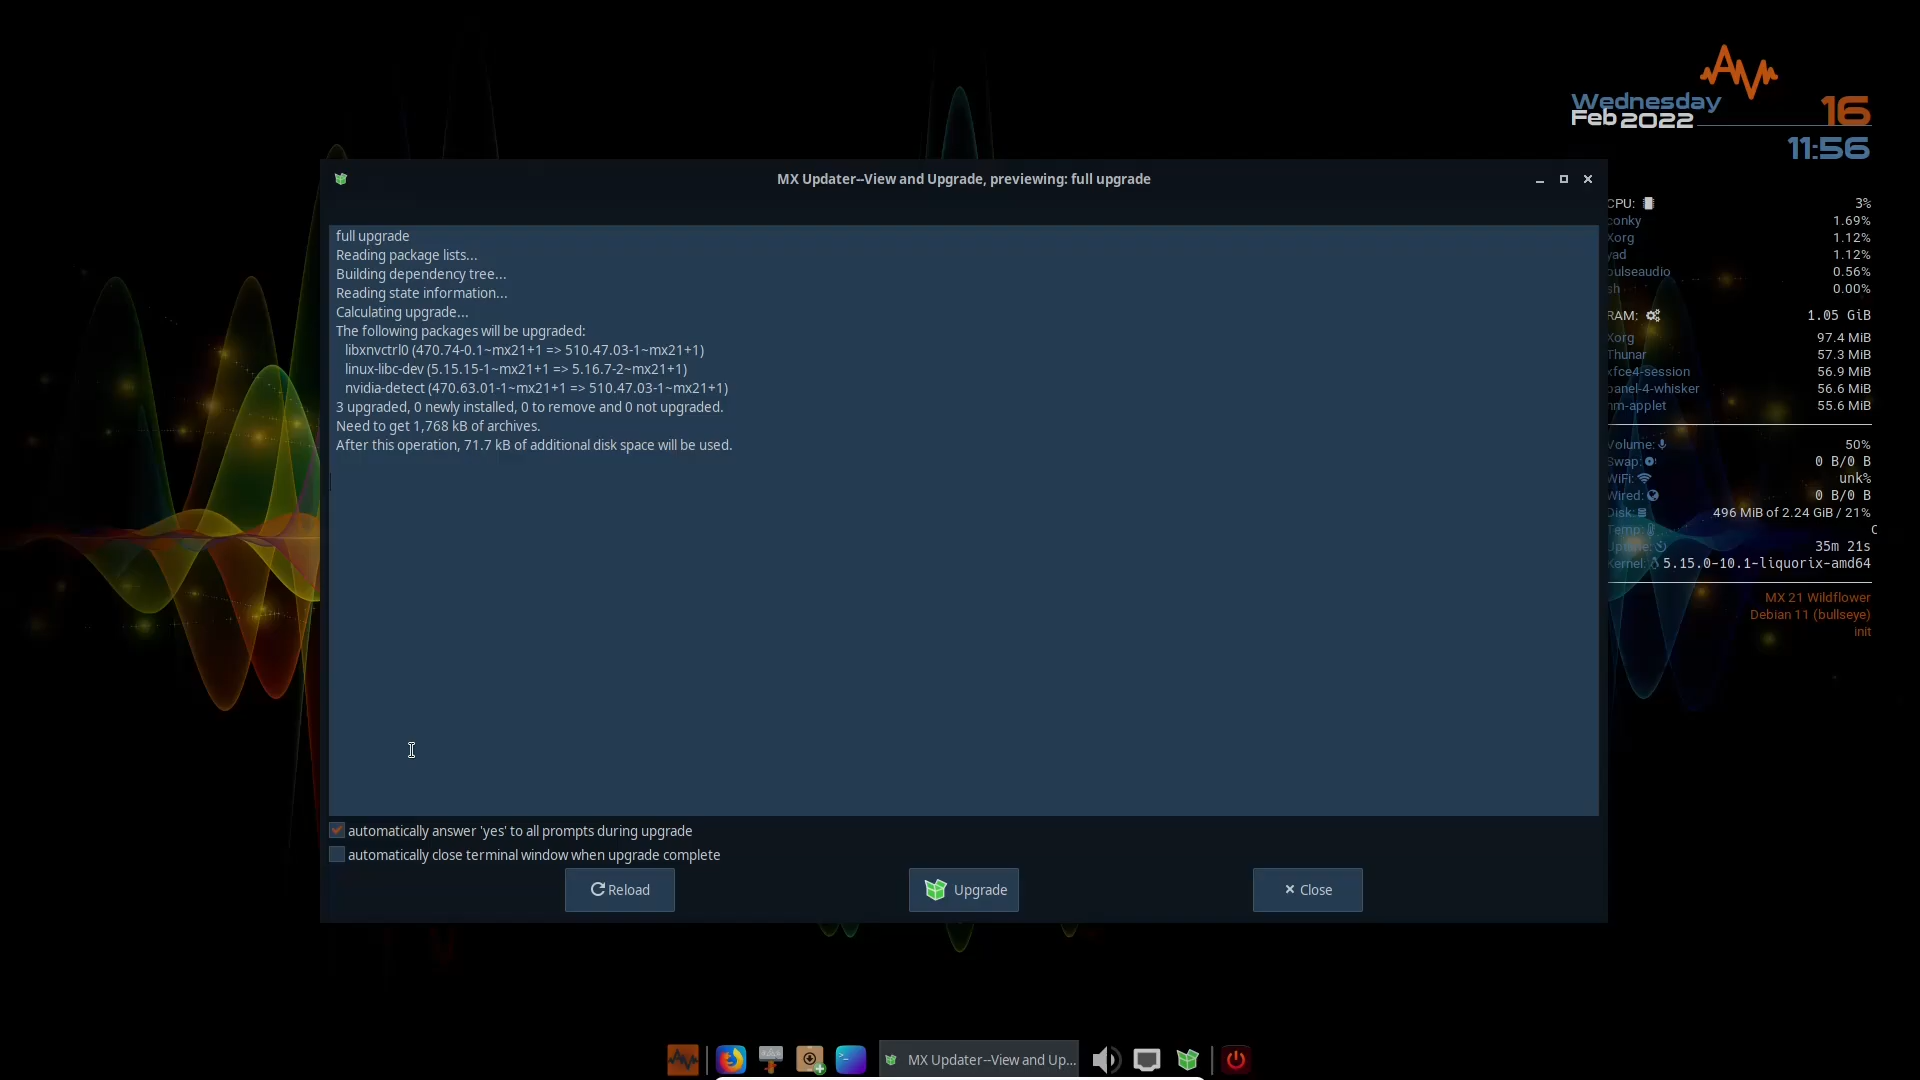 Wednesday
Feb 2022
16
11:56
MX Updater--View and Upgrade, previewing: full upgrade
full upgrade
Reading package lists...
Building dependency tree...
Reading state information...
Calculating upgrade...
The following packages will be upgraded:
libxnvctrl0 (470.74-0.1~mx21+1 => 510.47.03-1~mx21+1)
linux-libc-dev (5.15.15-1~mx21+1 => 5.16.7-2~mx21+1)
nvidia-detect (470.63.01-1~mx21+1 => 510.47.03-1~mx21+1)
3 upgraded, 0 newly installed, 0 to remove and 0 not upgraded.
Need to get 1,768 kB of archives.
After this operation, 71.7 kB of additional disk space will be used.
automatically answer 'yes' to all prompts during upgrade
automatically close terminal window when upgrade complete
Reload
Upgrade
Close
CPU: 3%
conky 1.69%
Xorg 1.12%
yad 1.12%
pulseaudio 0.56%
sh 0.00%
RAM: 1.05 GiB
Xorg 97.4 MiB
Thunar 57.3 MiB
xfce4-session 56.9 MiB
panel-4-whisker 56.6 MiB
nm-applet 55.6 MiB
Volume: 50%
Swap: 0 B/0 B
WiFi: unk%
Wired: 0 B/0 B
Disk: 496 MiB of 2.24 GiB / 21%
Temp: C
Uptime: 35m 21s
Kernel: 5.15.0-10.1-liquorix-amd64
MX 21 Wildflower
Debian 11 (bullseye)
init
MX Updater--View and Up...